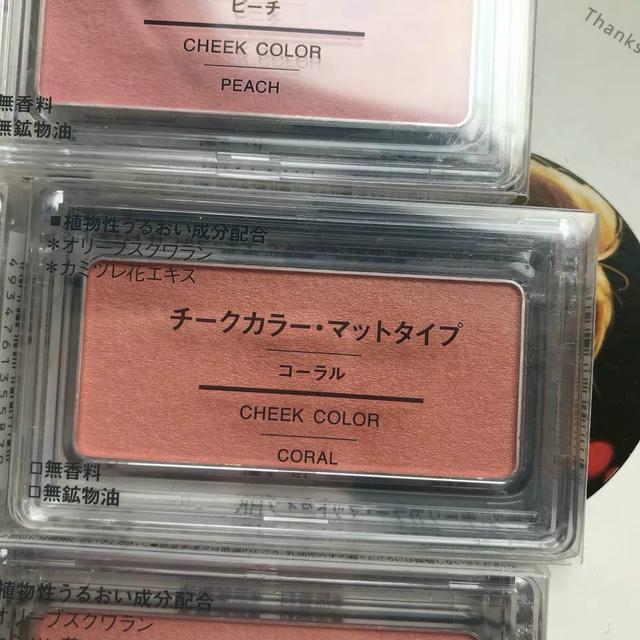 ピーチ
CHEEK COLOR
PEACH
無香料
無鉱物油
Thanks
■植物性うるおい成分配合
＊オリーブスクワラン
＊カミツレ花エキス
チークカラー・マットタイプ
コーラル
CHEEK COLOR
CORAL
□無香料
□無鉱物油
植物性うるおい成分配合
オリーブスクワラン